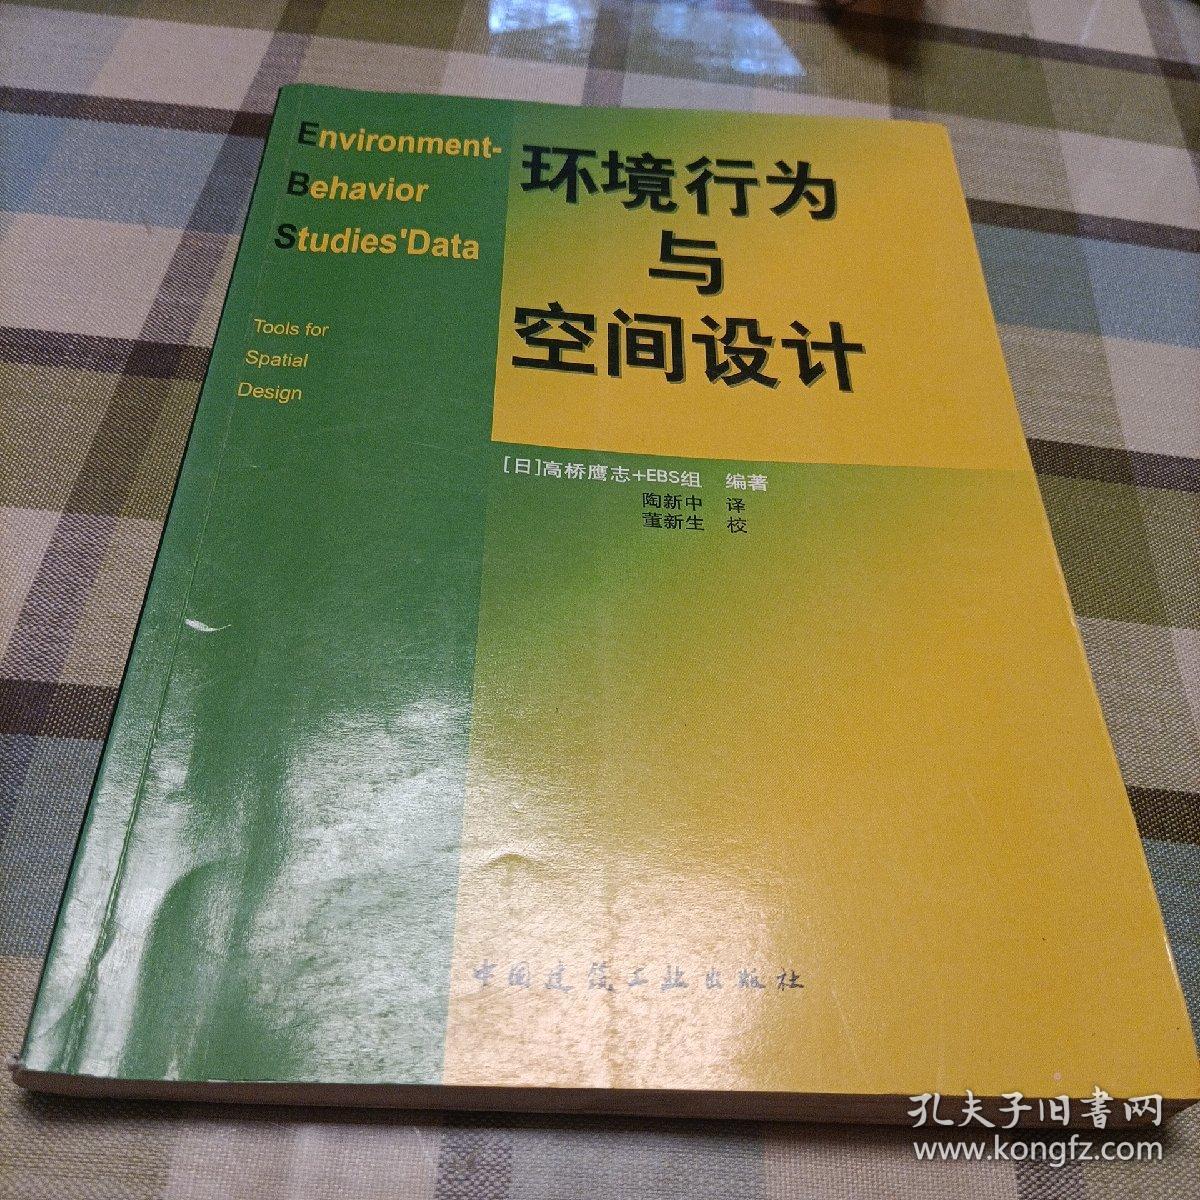 Environment-
Behavior
Studies'Data
Tools for
Spatial
Design
环境行为
与
空间设计
[日]高桥鹰志+EBS组 编著
陶新中 译
董新生 校
中国建筑工业出版社
孔夫子旧書网
www.kongfz.com